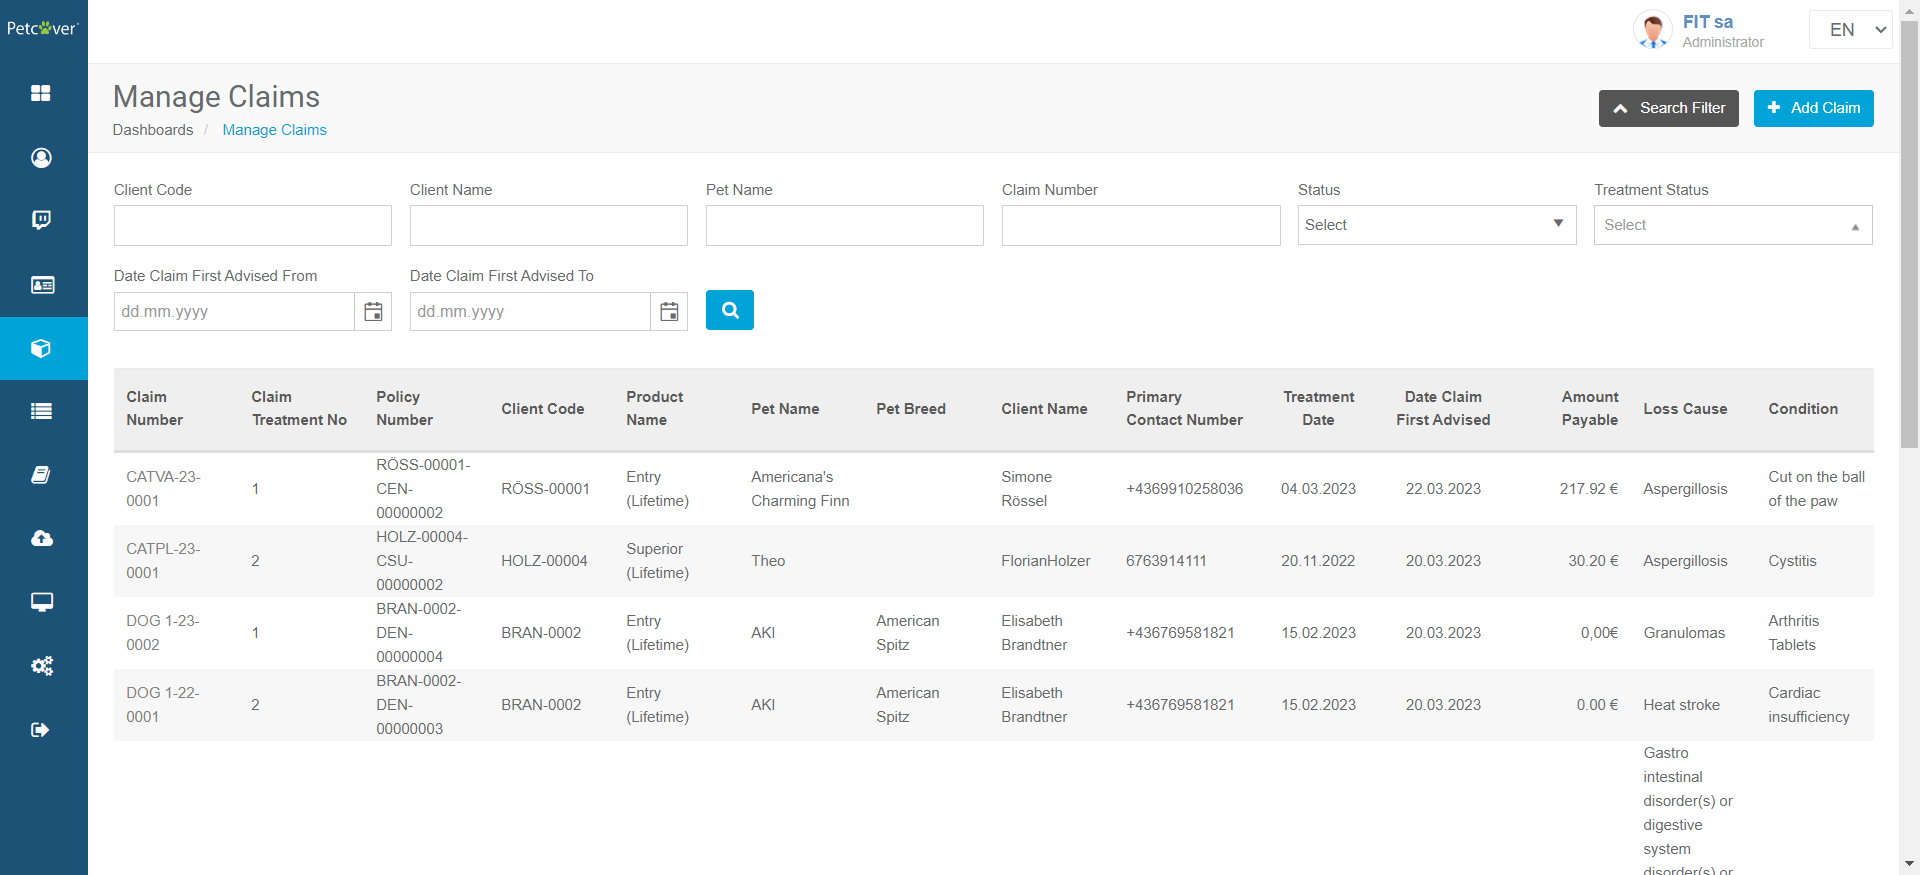 Petcover
FIT sa
Administrator
EN
Manage Claims
Dashboards / Manage Claims
Search Filter
Add Claim
Client Code
Client Name
Pet Name
Claim Number
Status
Treatment Status
Select
Select
Date Claim First Advised From
Date Claim First Advised To
dd.mm.yyyy
dd.mm.yyyy
Claim Number
Claim Treatment No
Policy Number
Client Code
Product Name
Pet Name
Pet Breed
Client Name
Primary Contact Number
Treatment Date
Date Claim First Advised
Amount Payable
Loss Cause
Condition
CATVA-23-0001
1
RÖSS-00001-CEN-00000002
RÖSS-00001
Entry (Lifetime)
Americana's Charming Finn
Simone Rössel
+4369910258036
04.03.2023
22.03.2023
217.92 €
Aspergillosis
Cut on the ball of the paw
CATPL-23-0001
2
HOLZ-00004-CSU-00000002
HOLZ-00004
Superior (Lifetime)
Theo
FlorianHolzer
6763914111
20.11.2022
20.03.2023
30.20 €
Aspergillosis
Cystitis
DOG 1-23-0002
1
BRAN-0002-DEN-00000004
BRAN-0002
Entry (Lifetime)
AKI
American Spitz
Elisabeth Brandtner
+436769581821
15.02.2023
20.03.2023
0,00€
Granulomas
Arthritis Tablets
DOG 1-22-0001
2
BRAN-0002-DEN-00000003
BRAN-0002
Entry (Lifetime)
AKI
American Spitz
Elisabeth Brandtner
+436769581821
15.02.2023
20.03.2023
0.00 €
Heat stroke
Cardiac insufficiency
Gastro
intestinal
disorder(s) or
digestive
system
disorder(s) or